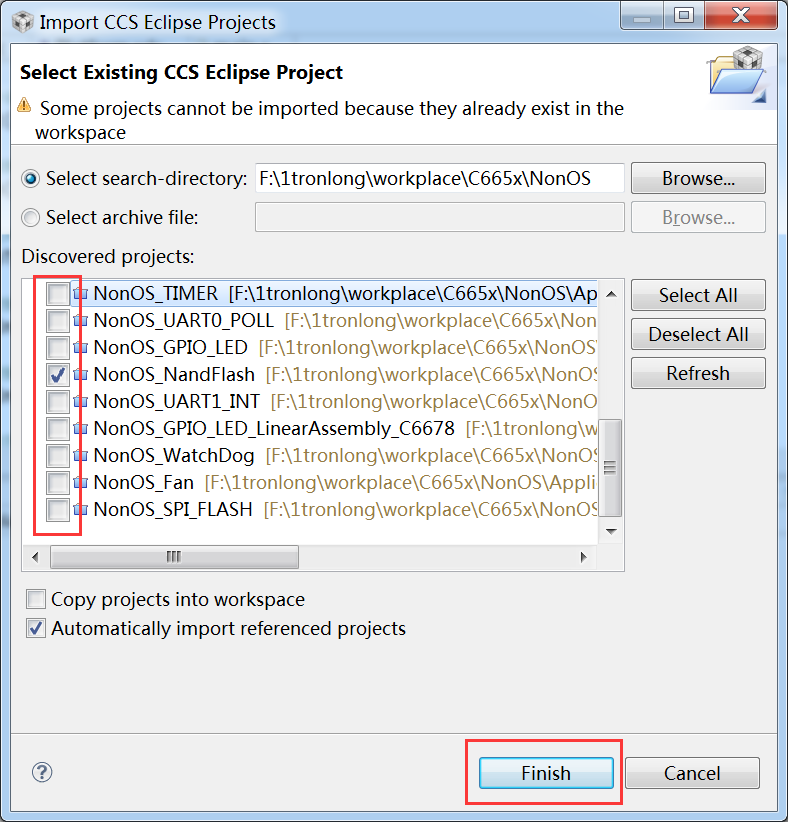 Import CCS Eclipse Projects
Select Existing CCS Eclipse Project
Some projects cannot be imported because they already exist in the
workspace
Select search-directory: F:\1tronlong\workplace\C665x\NonOS Browse...
Select archive file: Browse...
Discovered projects:
NonOS_TIMER [F:\1tronlong\workplace\C665x\NonOS\Ap
Select All
NonOS_UART0_POLL [F:\1tronlong\workplace\C665x\Non
Deselect All
NonOS_GPIO_LED [F:\1tronlong\workplace\C665x\NonOS\
NonOS_NandFlash [F:\1tronlong\workplace\C665x\NonOS
Refresh
NonOS_UART1_INT [F:\1tronlong\workplace\C665x\NonO
NonOS_GPIO_LED_LinearAssembly_C6678 [F:\1tronlong\w
NonOS_WatchDog [F:\1tronlong\workplace\C665x\NonOS
NonOS_Fan [F:\1tronlong\workplace\C665x\NonOS\Appli
NonOS_SPI_FLASH [F:\1tronlong\workplace\C665x\NonOS
Copy projects into workspace
Automatically import referenced projects
? Finish Cancel